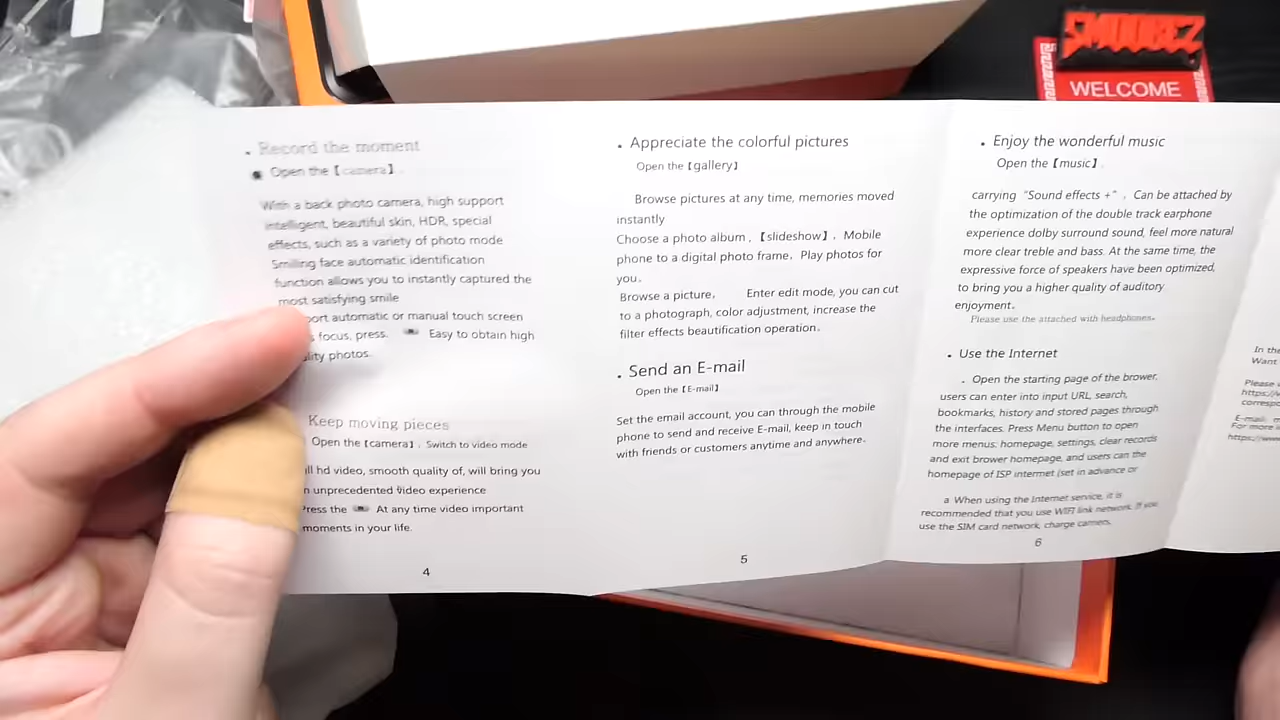 SMOOBEZ
WELCOME
. Record the moment
● Open the【camera】.
With a back photo camera, high support
intelligent, beautiful skin, HDR, special
effects, such as a variety of photo mode
Smilling face automatic identification
function allows you to instantly captured the
most satisfying smile
ort automatic or manual touch screen
focus, press. Easy to obtain high
lity photos.
Keep moving pieces
Open the【camera】. Switch to video mode
ll hd video, smooth quality of, will bring you
n unprecedented video experience
Press the At any time video important
moments in your life.
4
. Appreciate the colorful pictures
Open the【gallery】
Browse pictures at any time, memories moved
instantly
Choose a photo album , 【slideshow】, Mobile
phone to a digital photo frame, Play photos for
you.
Browse a picture, Enter edit mode, you can cut
to a photograph, color adjustment, increase the
filter effects beautification operation.
. Send an E-mail
Open the【E-mail】
Set the email account, you can through the mobile
phone to send and receive E-mail, keep in touch
with friends or customers anytime and anywhere.
5
. Enjoy the wonderful music
Open the【music】.
carrying "Sound effects +" , Can be attached by
the optimization of the double track earphone
experience dolby surround sound, feel more natural
more clear treble and bass. At the same time, the
expressive force of speakers have been optimized,
to bring you a higher quality of auditory
enjoyment.
Please use the attached with headphones.
. Use the Internet
. Open the starting page of the brower,
users can enter into input URL, search,
bookmarks, history and stored pages through
the interfaces. Press Menu button to open
more menus: homepage, settings, clear records
and exit brower homepage, and users can the
homepage of ISP internet (set in advance or
a When using the Internet service, it is
recommended that you use WIFI link network. If you
use the SIM card network, charge carriers.
6
In the
Want
Please
https://
corresp
E-mail:
For more
https://www